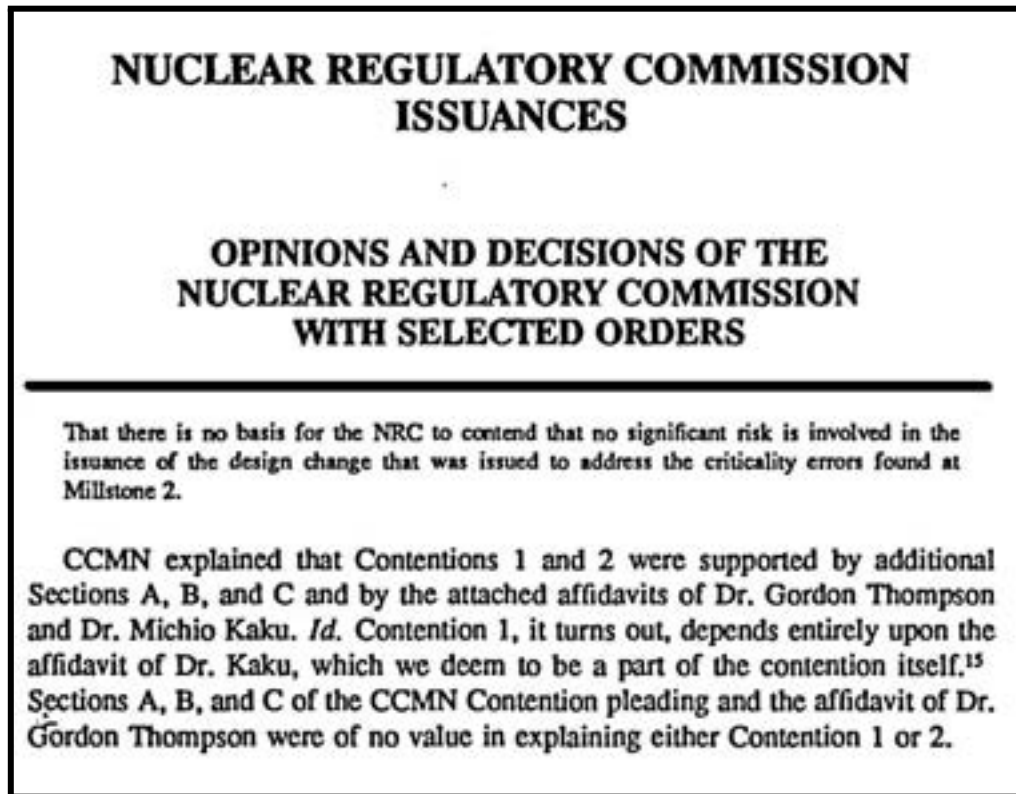 NUCLEAR REGULATORY COMMISSION
ISSUANCES
OPINIONS AND DECISIONS OF THE
NUCLEAR REGULATORY COMMISSION
WITH SELECTED ORDERS
That there is no basis for the NRC to contend that no significant risk is involved in the
issuance of the design change that was issued to address the criticality errors found at
Millstone 2.
CCMN explained that Contentions 1 and 2 were supported by additional
Sections A, B, and C and by the attached affidavits of Dr. Gordon Thompson
and Dr. Michio Kaku. Id. Contention 1, it turns out, depends entirely upon the
affidavit of Dr. Kaku, which we deem to be a part of the contention itself.¹⁵
Sections A, B, and C of the CCMN Contention pleading and the affidavit of Dr.
Gordon Thompson were of no value in explaining either Contention 1 or 2.